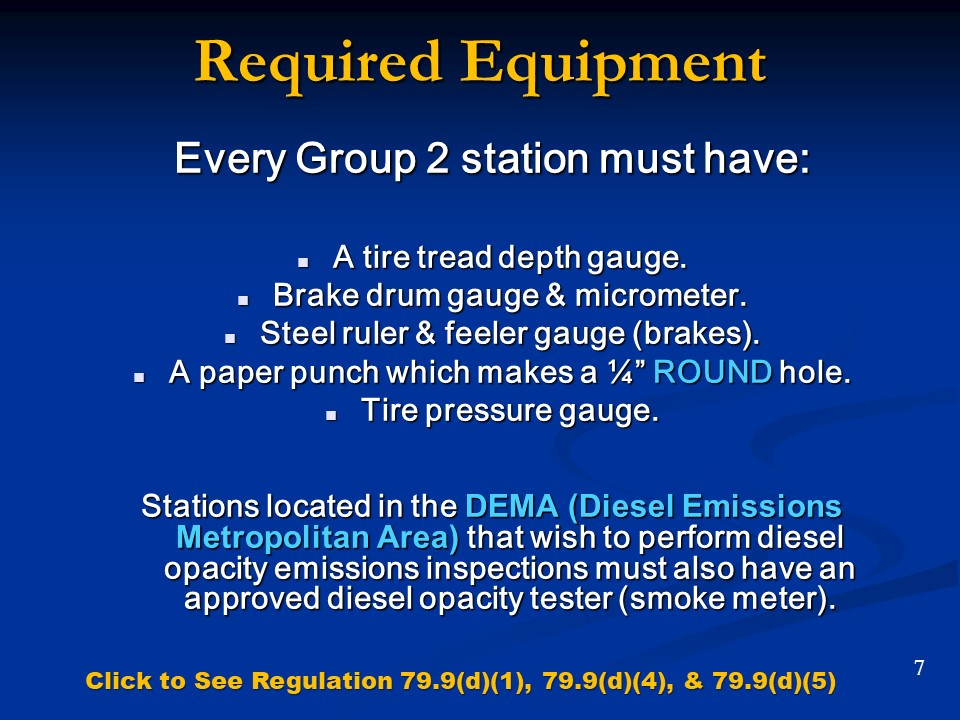 Required Equipment
Every Group 2 station must have:
A tire tread depth gauge.
Brake drum gauge & micrometer.
Steel ruler & feeler gauge (brakes).
A paper punch which makes a ¼” ROUND hole.
Tire pressure gauge.
Stations located in the DEMA (Diesel Emissions
Metropolitan Area) that wish to perform diesel
opacity emissions inspections must also have an
approved diesel opacity tester (smoke meter).
7
Click to See Regulation 79.9(d)(1), 79.9(d)(4), & 79.9(d)(5)